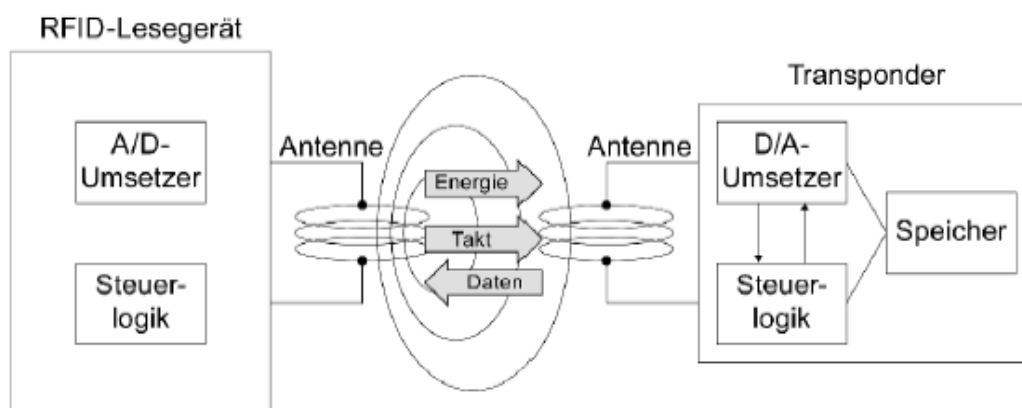 RFID-Lesegerät
Transponder
A/D-
Umsetzer
Antenne
Antenne
D/A-
Umsetzer
Energie
Takt
Daten
Speicher
Steuer-
logik
Steuer-
logik